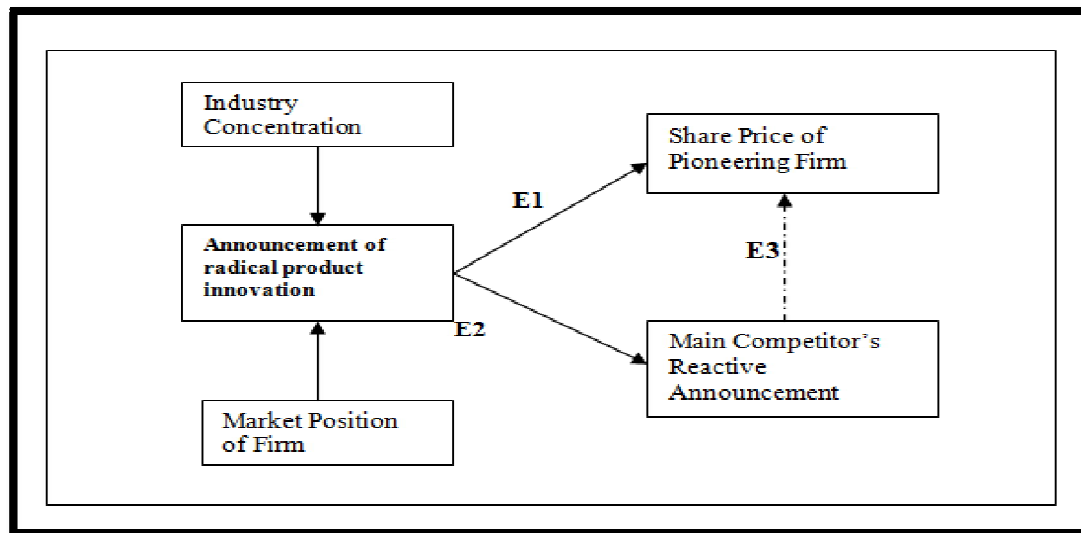 Industry
Concentration
Share Price of
Pioneering Firm
E1
Announcement of
radical product
innovation
E3
E2
Main Competitor's
Reactive
Announcement
Market Position
of Firm